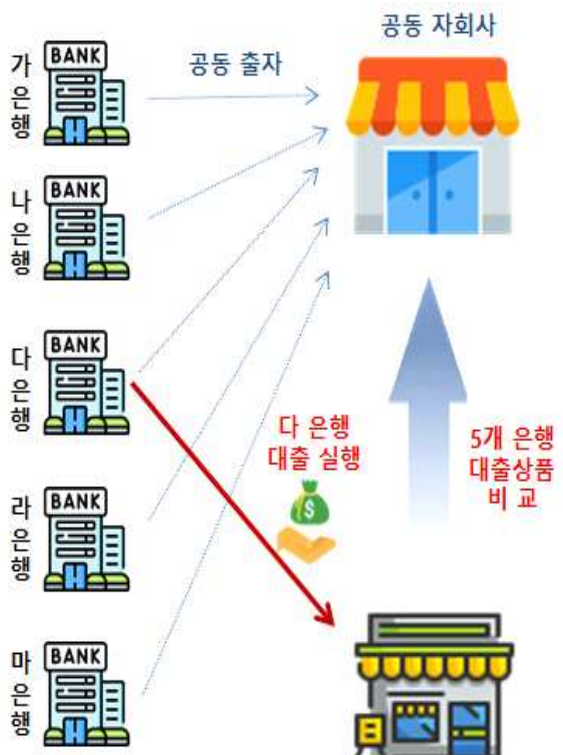 공동 자회사
공동 출자
가은행
BANK
나은행
BANK
다은행
BANK
라은행
BANK
마은행
BANK
다 은행
대출 실행
$
5개 은행
대출상품
비 교